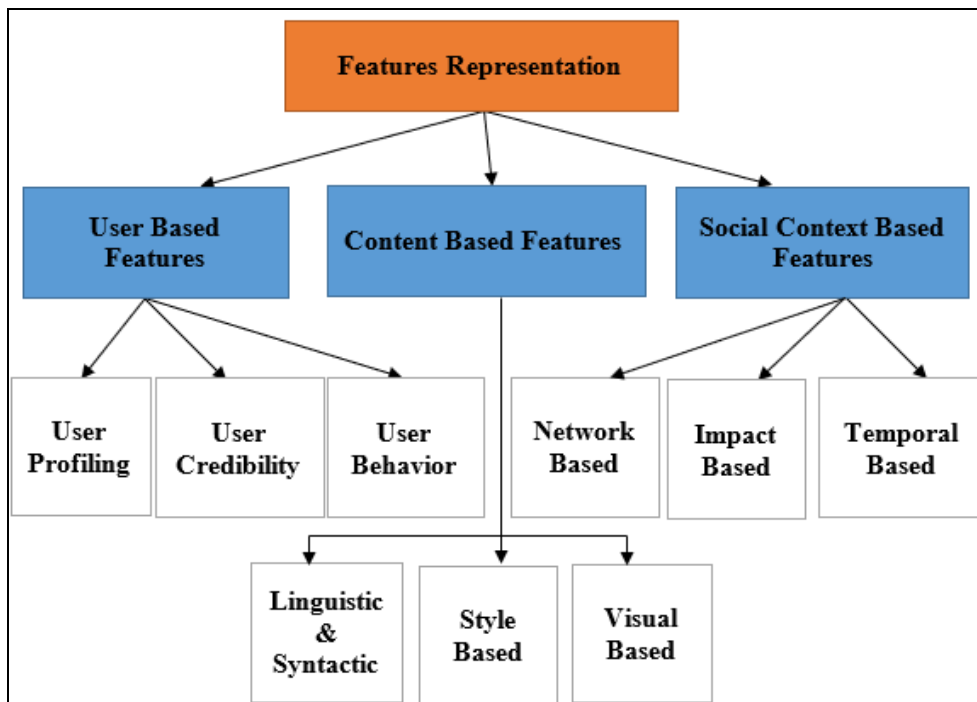 Features Representation
User Based
Features
Content Based Features
Social Context Based
Features
User
Profiling
User
Credibility
User
Behavior
Network
Based
Impact
Based
Temporal
Based
Linguistic
&
Syntactic
Style
Based
Visual
Based